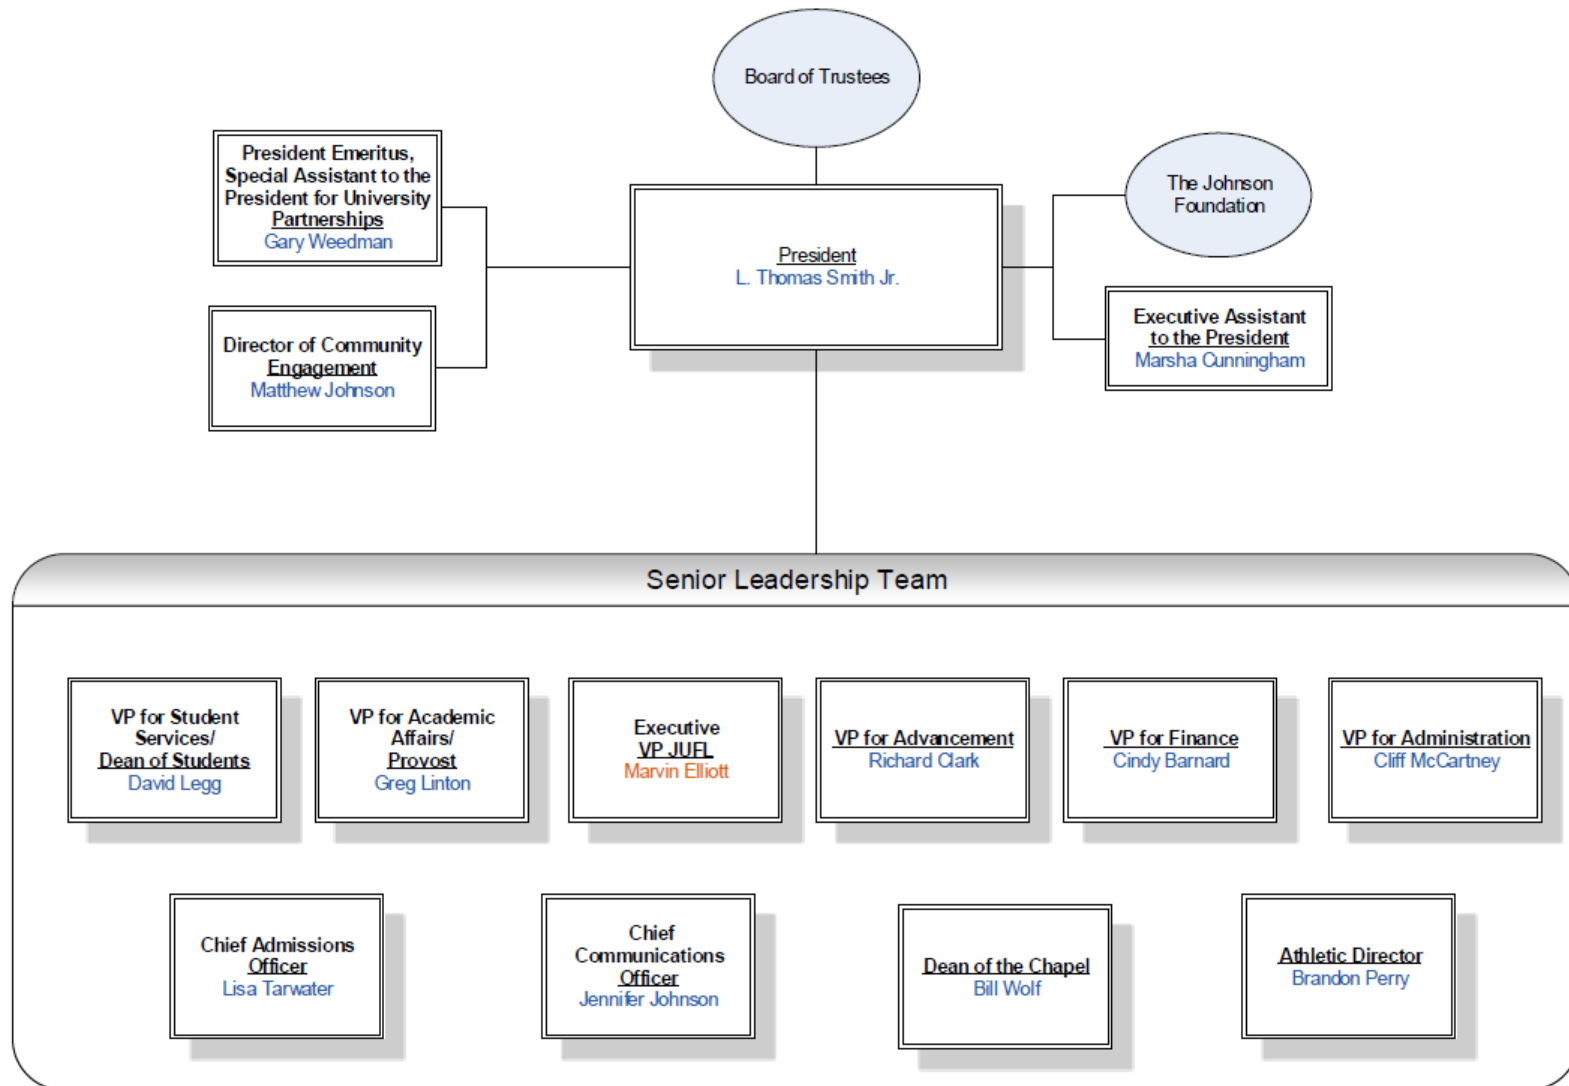 Board of Trustees
President Emeritus,
Special Assistant to the
President for University
Partnerships
Gary Weedman
The Johnson
Foundation
President
L. Thomas Smith Jr.
Director of Community
Engagement
Matthew Johnson
Executive Assistant
to the President
Marsha Cunningham
Senior Leadership Team
VP for Student
Services/
Dean of Students
David Legg
VP for Academic
Affairs/
Provost
Greg Linton
Executive
VP JUFL
Marvin Elliott
VP for Advancement
Richard Clark
VP for Finance
Cindy Barnard
VP for Administration
Cliff McCartney
Chief Admissions
Officer
Lisa Tarwater
Chief
Communications
Officer
Jennifer Johnson
Dean of the Chapel
Bill Wolf
Athletic Director
Brandon Perry